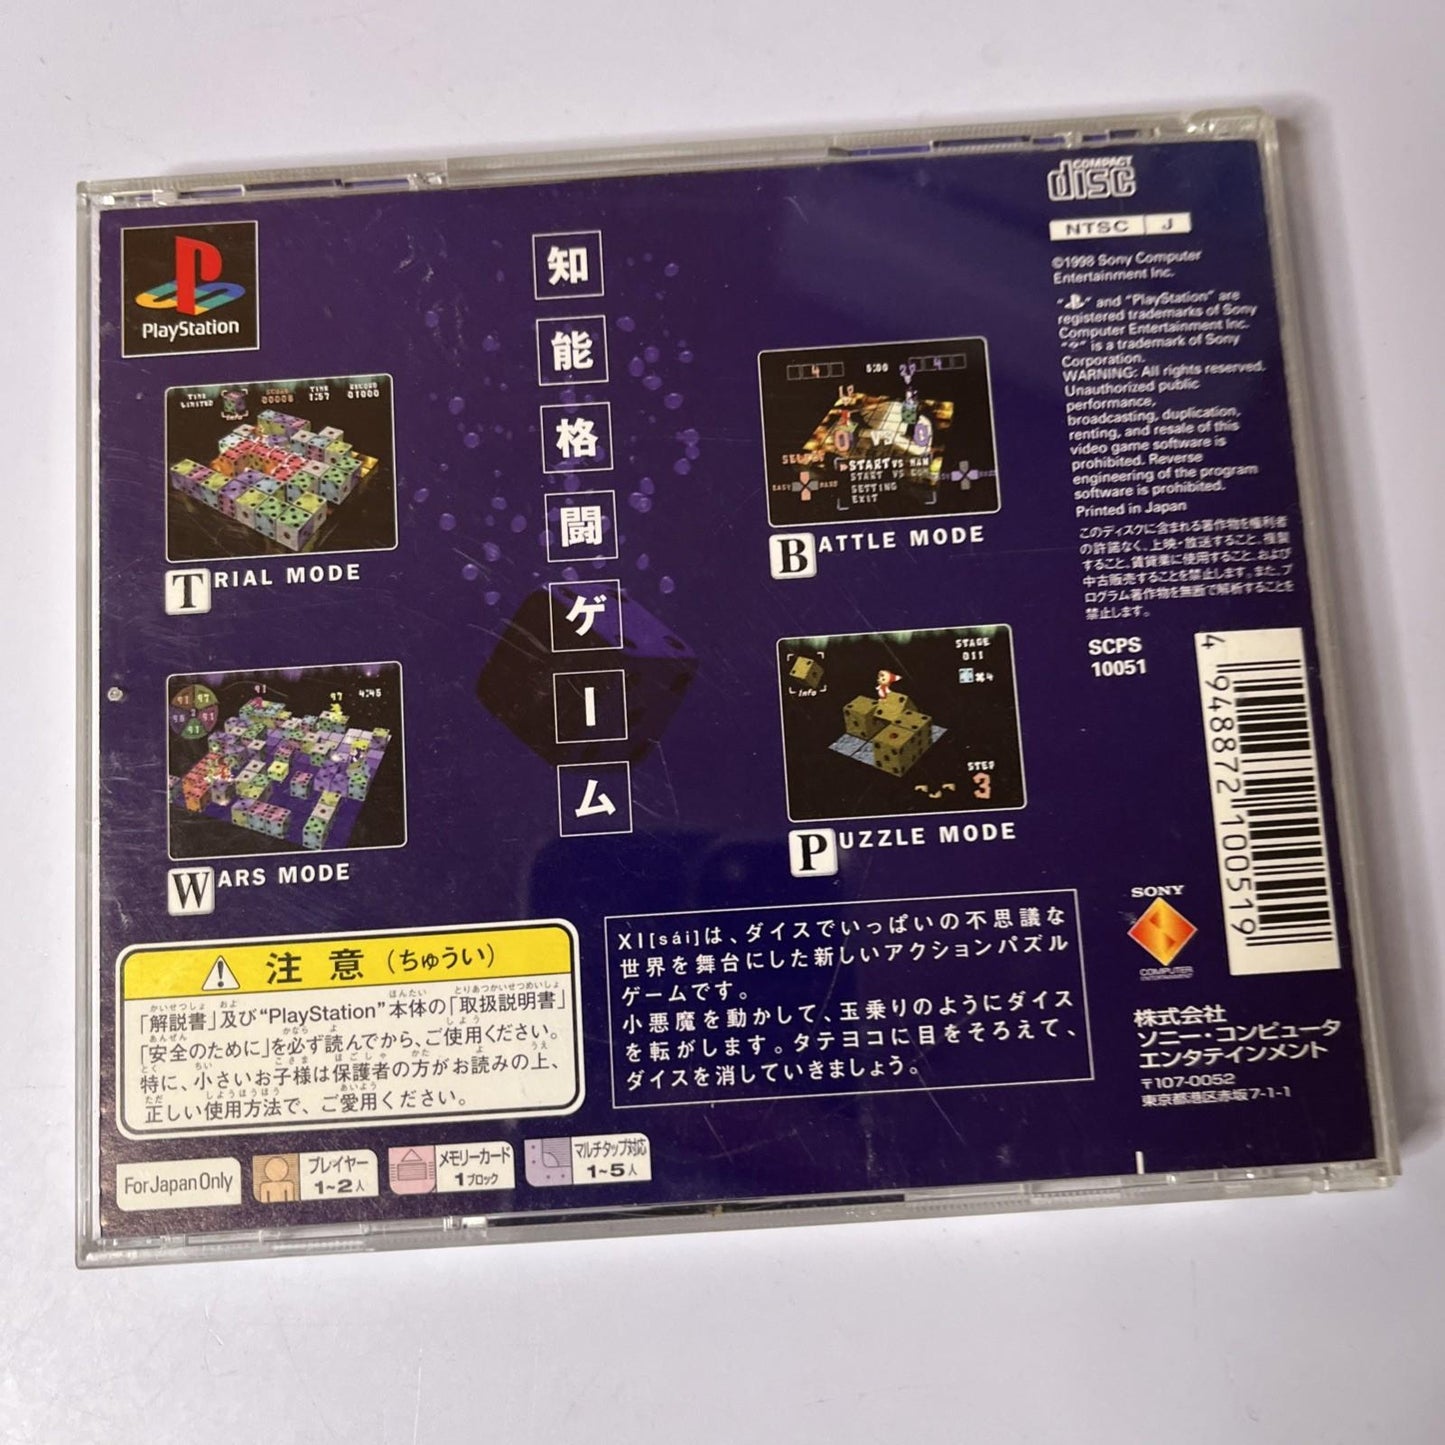 PlayStation
知能格闘ゲーム
TRIAL MODE
BATTLE MODE
START VS MAN
START VS COM
SETTING
EXIT
WARS MODE
PUZZLE MODE
STAGE
011
Info
STEP
3
COMPACT
disc
NTSC J
©1998 Sony Computer
Entertainment Inc.
" " and "PlayStation" are
registered trademarks of Sony
Computer Entertainment Inc.
" " is a trademark of Sony
Corporation.
WARNING: All rights reserved.
Unauthorized public
performance,
broadcasting, duplication,
renting, and resale of this
video game software is
prohibited. Reverse
engineering of the program
software is prohibited.
Printed in Japan
このディスクに含まれる著作物を権利者
の許諾なく、上映・放送すること、複製
すること、賃貸業に使用すること、および
中古販売することを禁止します。また、プ
ログラム著作物を無断で解析することを
禁止します。
SCPS
10051
4 948872 100519
SONY
COMPUTER
ENTERTAINMENT
株式会社
ソニー・コンピュータ
エンタテインメント
〒107-0052
東京都港区赤坂7-1-1
注意(ちゅうい)
「解説書」及び"PlayStation"本体の「取扱説明書」
「安全のために」を必ず読んでから、ご使用ください。
特に、小さいお子様は保護者の方がお読みの上、
正しい使用方法で、ご愛用ください。
XI[sái]は、ダイスでいっぱいの不思議な
世界を舞台にした新しいアクションパズル
ゲームです。
小悪魔を動かして、玉乗りのようにダイス
を転がします。タテヨコに目をそろえて、
ダイスを消していきましょう。
For Japan Only
プレイヤー
1~2人
メモリーカード
1ブロック
マルチタップ対応
1~5人